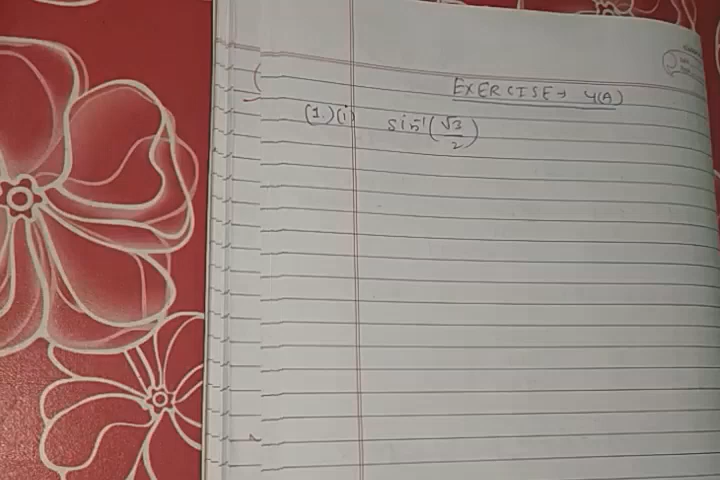 EXERCISE → 4(A)
(1.) (i) sin⁻¹(√3/2)